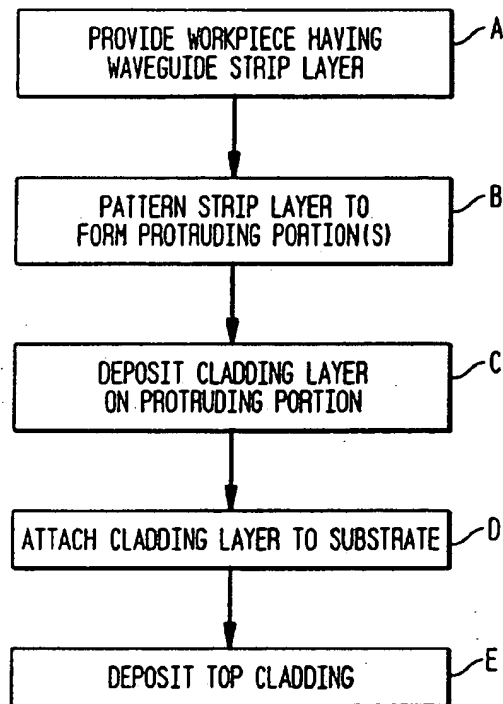 PROVIDE WORKPIECE HAVING
WAVEGUIDE STRIP LAYER
A
PATTERN STRIP LAYER TO
FORM PROTRUDING PORTION(S)
B
DEPOSIT CLADDING LAYER
ON PROTRUDING PORTION
C
ATTACH CLADDING LAYER TO SUBSTRATE
D
DEPOSIT TOP CLADDING
E